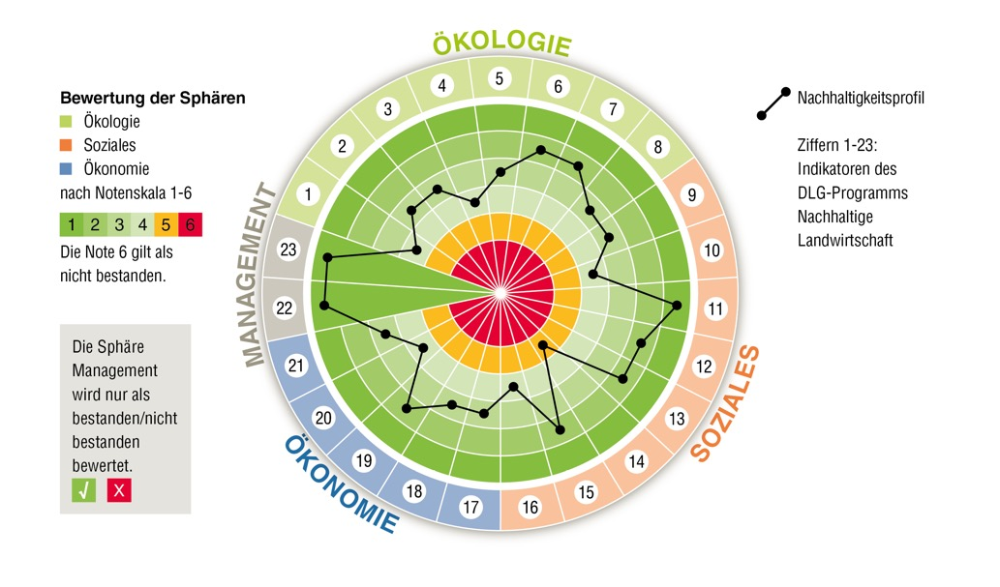 ÖKOLOGIE
Bewertung der Sphären
Ökologie
Soziales
Ökonomie
nach Notenskala 1-6
1 2 3 4 5 6
Die Note 6 gilt als
nicht bestanden.
Die Sphäre
Management
wird nur als
bestanden/nicht
bestanden
bewertet.
√ X
MANAGEMENT
ÖKONOMIE
SOZIALES
1
2
3
4
5
6
7
8
9
10
11
12
13
14
15
16
17
18
19
20
21
22
23
Nachhaltigkeitsprofil
Ziffern 1-23:
Indikatoren des
DLG-Programms
Nachhaltige
Landwirtschaft